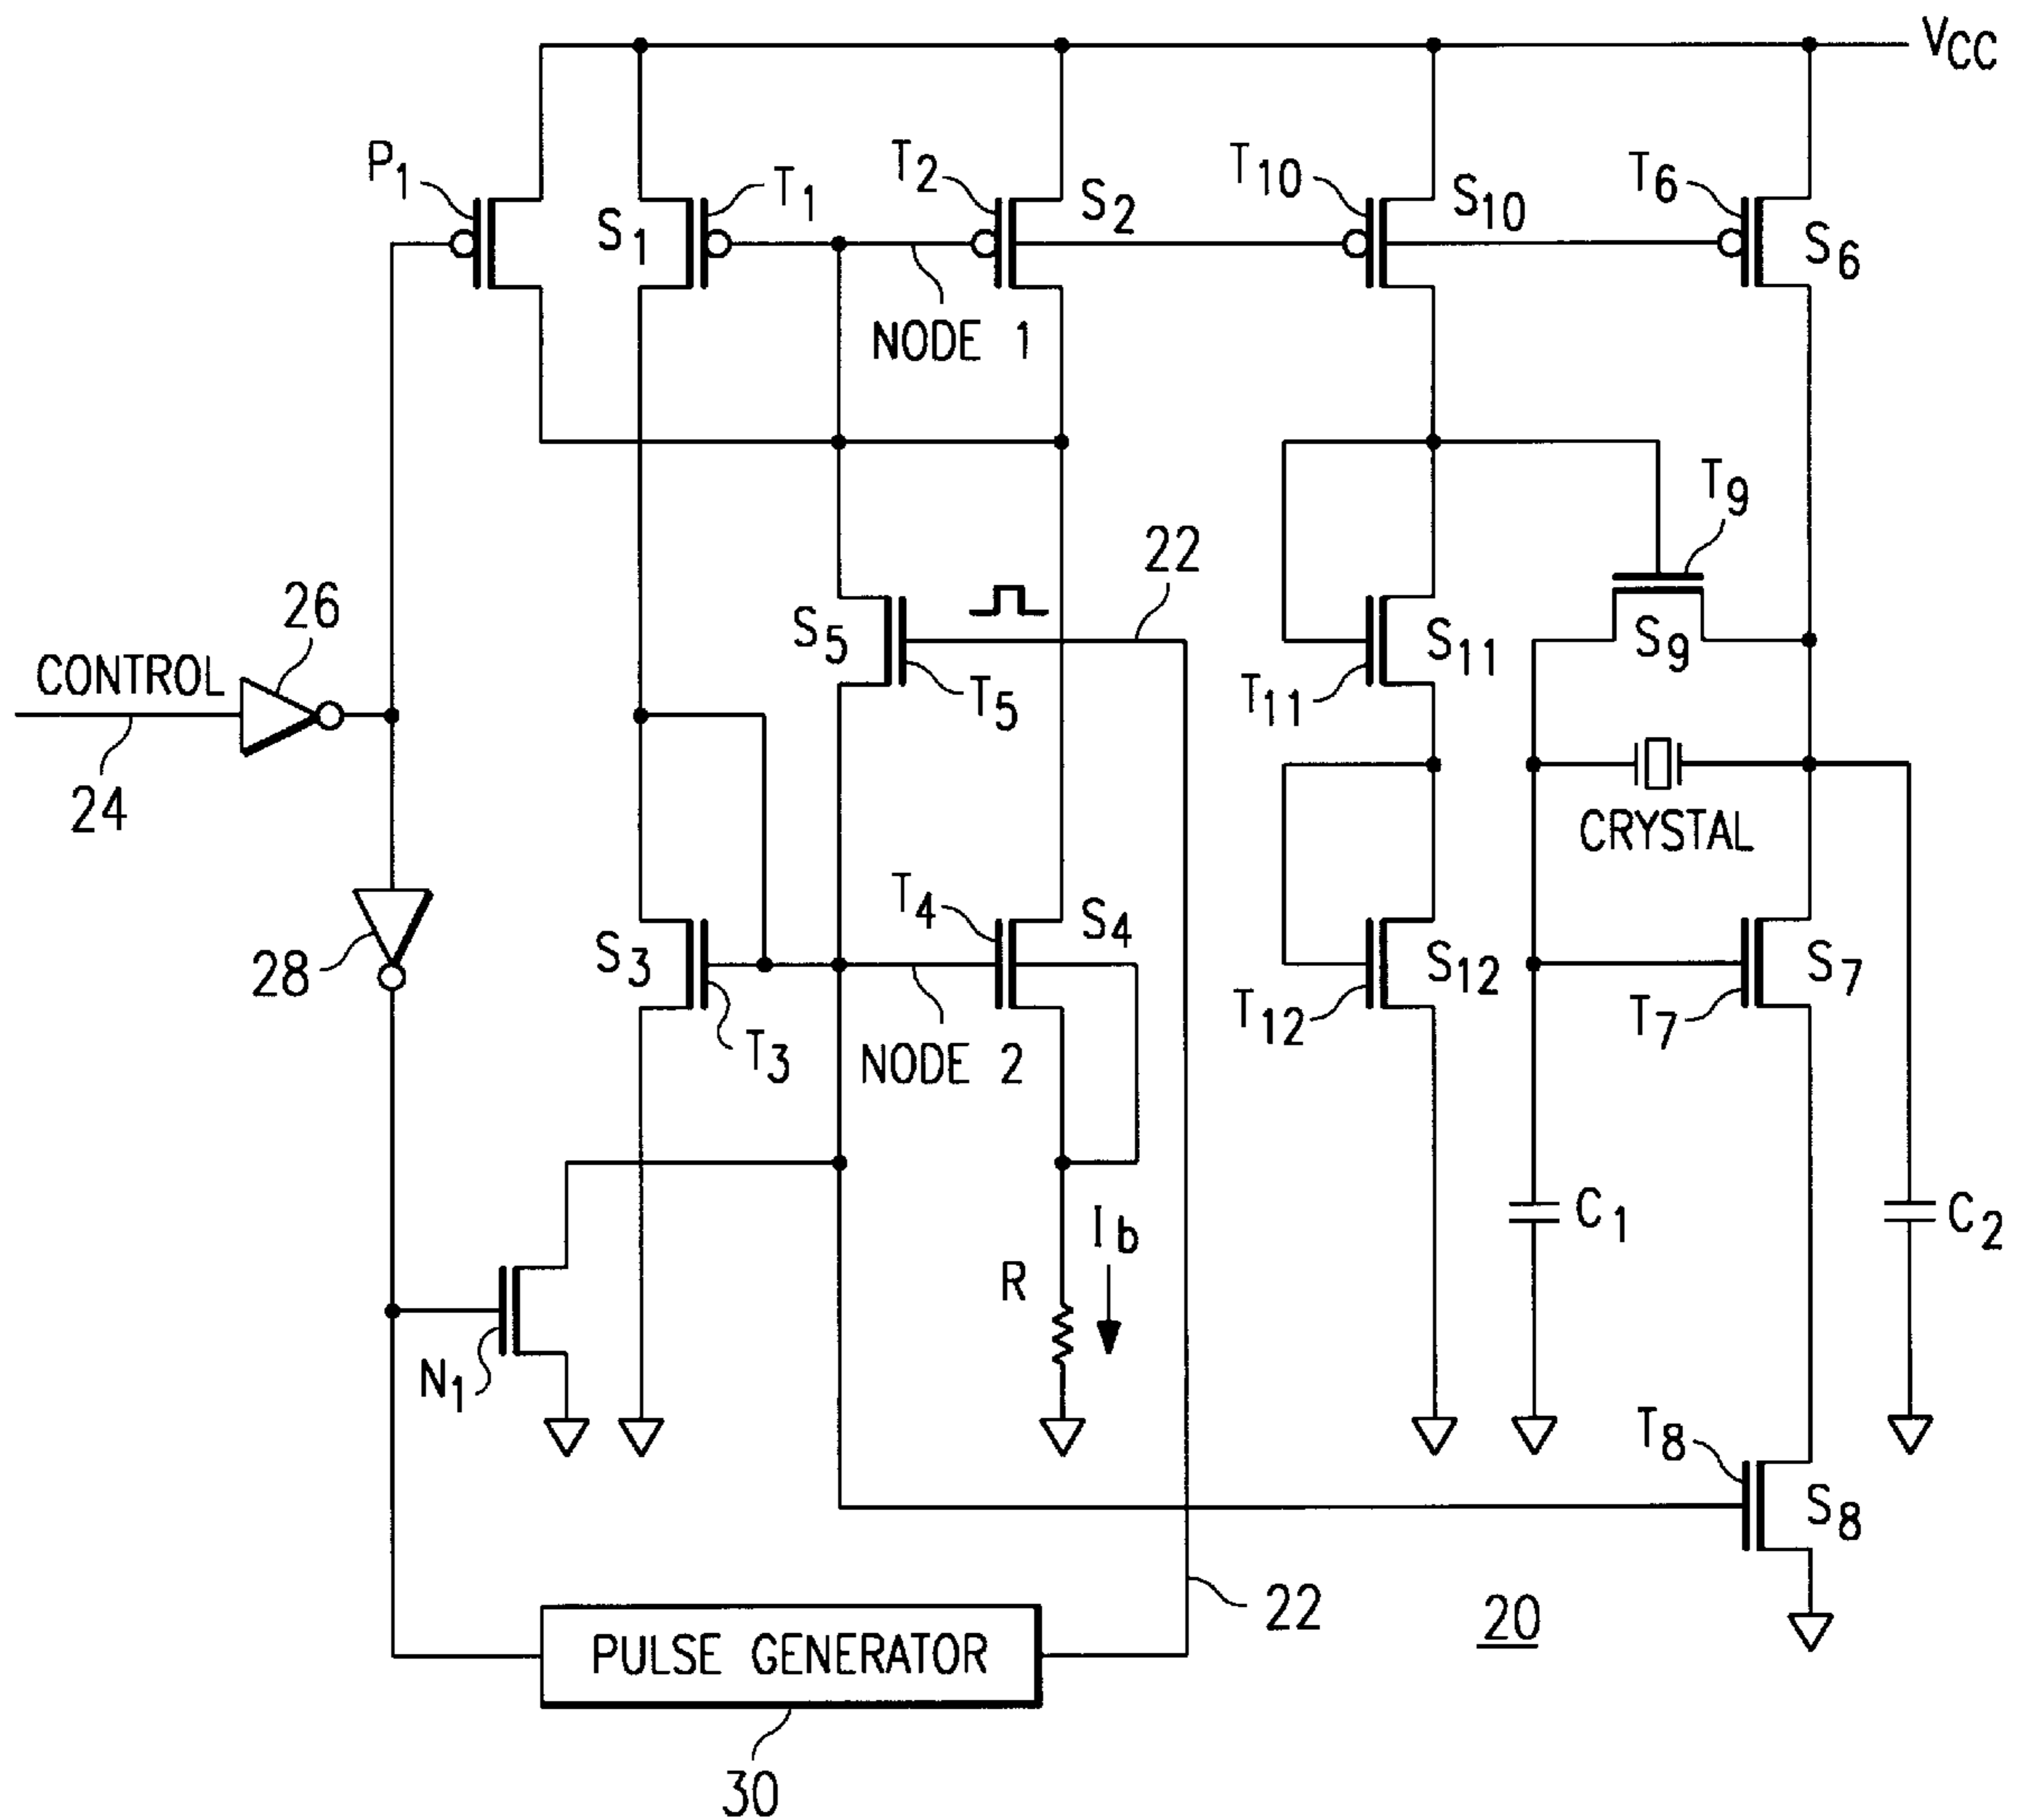 VCC
P1
T1
T2
T10
T6
S1
S2
S10
S6
NODE 1
T9
22
26
S5
S11
S9
CONTROL
T5
T11
24
CRYSTAL
T4
S4
28
S3
S12
S7
T12
T7
T3
NODE 2
C1
C2
Ib
R
N1
T8
S8
22
20
PULSE GENERATOR
30